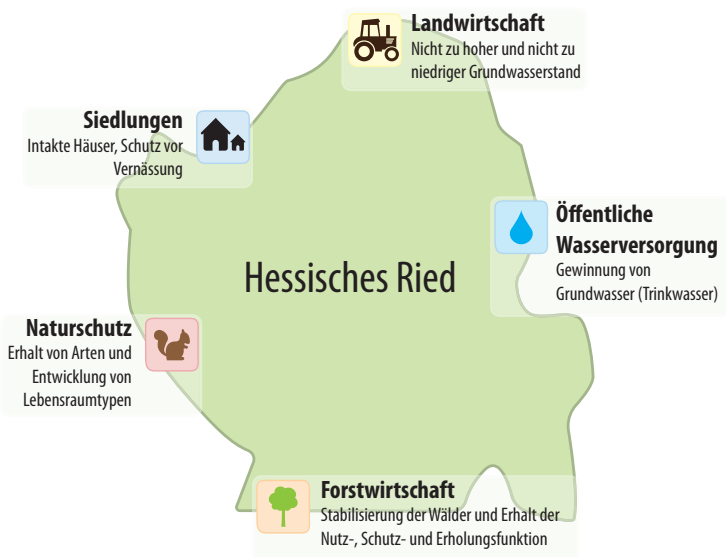 Landwirtschaft
Nicht zu hoher und nicht zu
niedriger Grundwasserstand
Siedlungen
Intakte Häuser, Schutz vor
Vernässung
Öffentliche
Wasserversorgung
Gewinnung von
Grundwasser (Trinkwasser)
Hessisches Ried
Naturschutz
Erhalt von Arten und
Entwicklung von
Lebensraumtypen
Forstwirtschaft
Stabilisierung der Wälder und Erhalt der
Nutz-, Schutz- und Erholungsfunktion